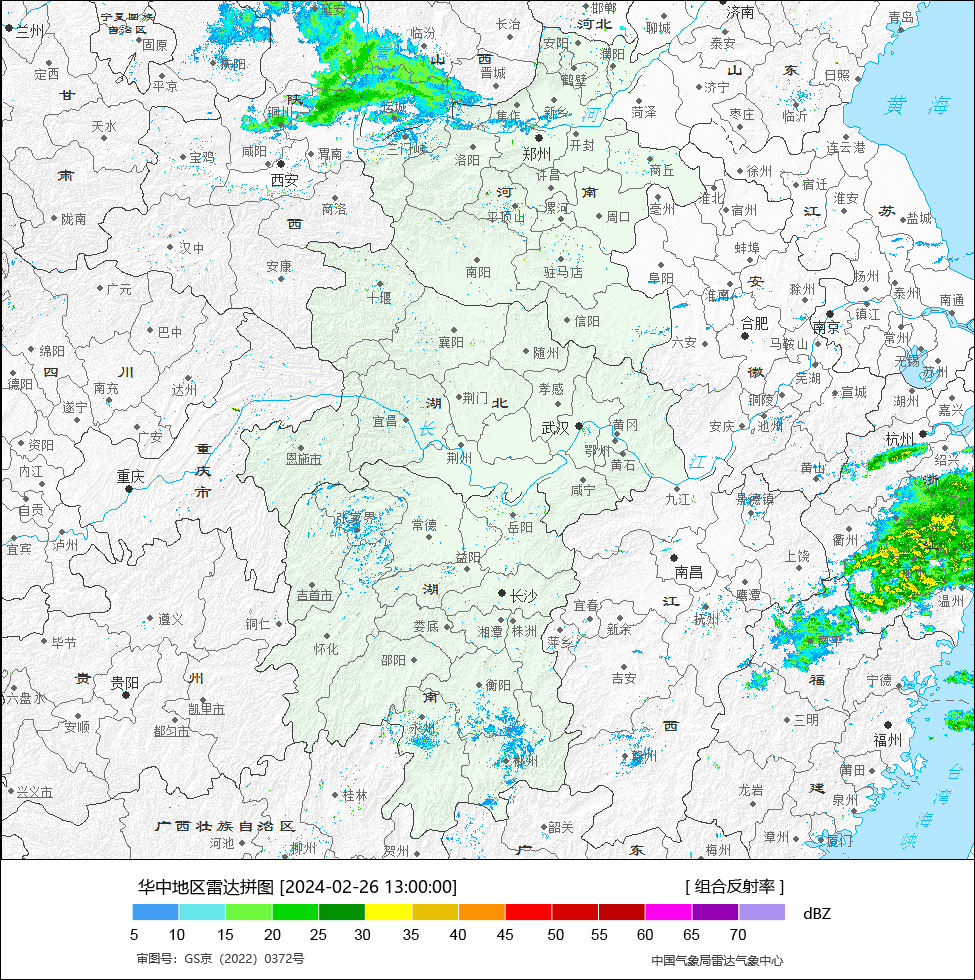 宁夏回族
自治区
延安
临汾
长治
邯郸
河北
济南
聊城
青岛
兰州
固原
庆阳
安阳
濮阳
泰安
定西
平凉
山
西
晋城
鹤壁
山
东
日照
济宁
甘
陕
铜川
运城
焦作
新乡
河
菏泽
枣庄
临沂
黄
海
天水
宝鸡
咸阳
渭南
三门峡
洛阳
郑州
开封
连云港
肃
西安
许昌
商丘
徐州
宿迁
淮安
商洛
河
南
平顶山
漯河
周口
亳州
淮北
宿州
江
苏
盐城
陇南
西
汉中
安康
南阳
驻马店
阜阳
蚌埠
安
广元
十堰
淮南
滁州
扬州
泰州
南通
巴中
襄阳
信阳
合肥
南京
镇江
绵阳
随州
六安
马鞍山
常州
无锡
苏州
四
川
德阳
南充
达州
荆门
孝感
徽
芜湖
宣城
湖州
遂宁
湖
北
铜陵
嘉兴
广安
宜昌
长
武汉
黄冈
安庆
池州
杭州
资阳
重
庆
市
恩施市
荆州
鄂州
黄石
江
黄山
绍兴
内江
重庆
咸宁
九江
景德镇
浙
自贡
张家界
常德
岳阳
衢州
宜宾
泸州
益阳
南昌
上饶
吉首市
湖
长沙
宜春
江
鹰潭
温州
遵义
铜仁
娄底
湘潭
株洲
萍乡
新余
抚州
毕节
怀化
邵阳
贵
州
贵阳
南
衡阳
吉安
福
宁德
六盘水
凯里市
安顺
都匀市
永州
西
三明
福州
郴州
赣州
莆田
台
兴义市
桂林
龙岩
建
泉州
湾
广西壮族自治区
韶关
漳州
厦门
海
河池
柳州
贺州
广
东
梅州
峡
华中地区雷达拼图 [2024-02-26 13:00:00]
[ 组合反射率 ]
dBZ
5 10 15 20 25 30 35 40 45 50 55 60 65 70
审图号：GS京（2022）0372号
中国气象局雷达气象中心